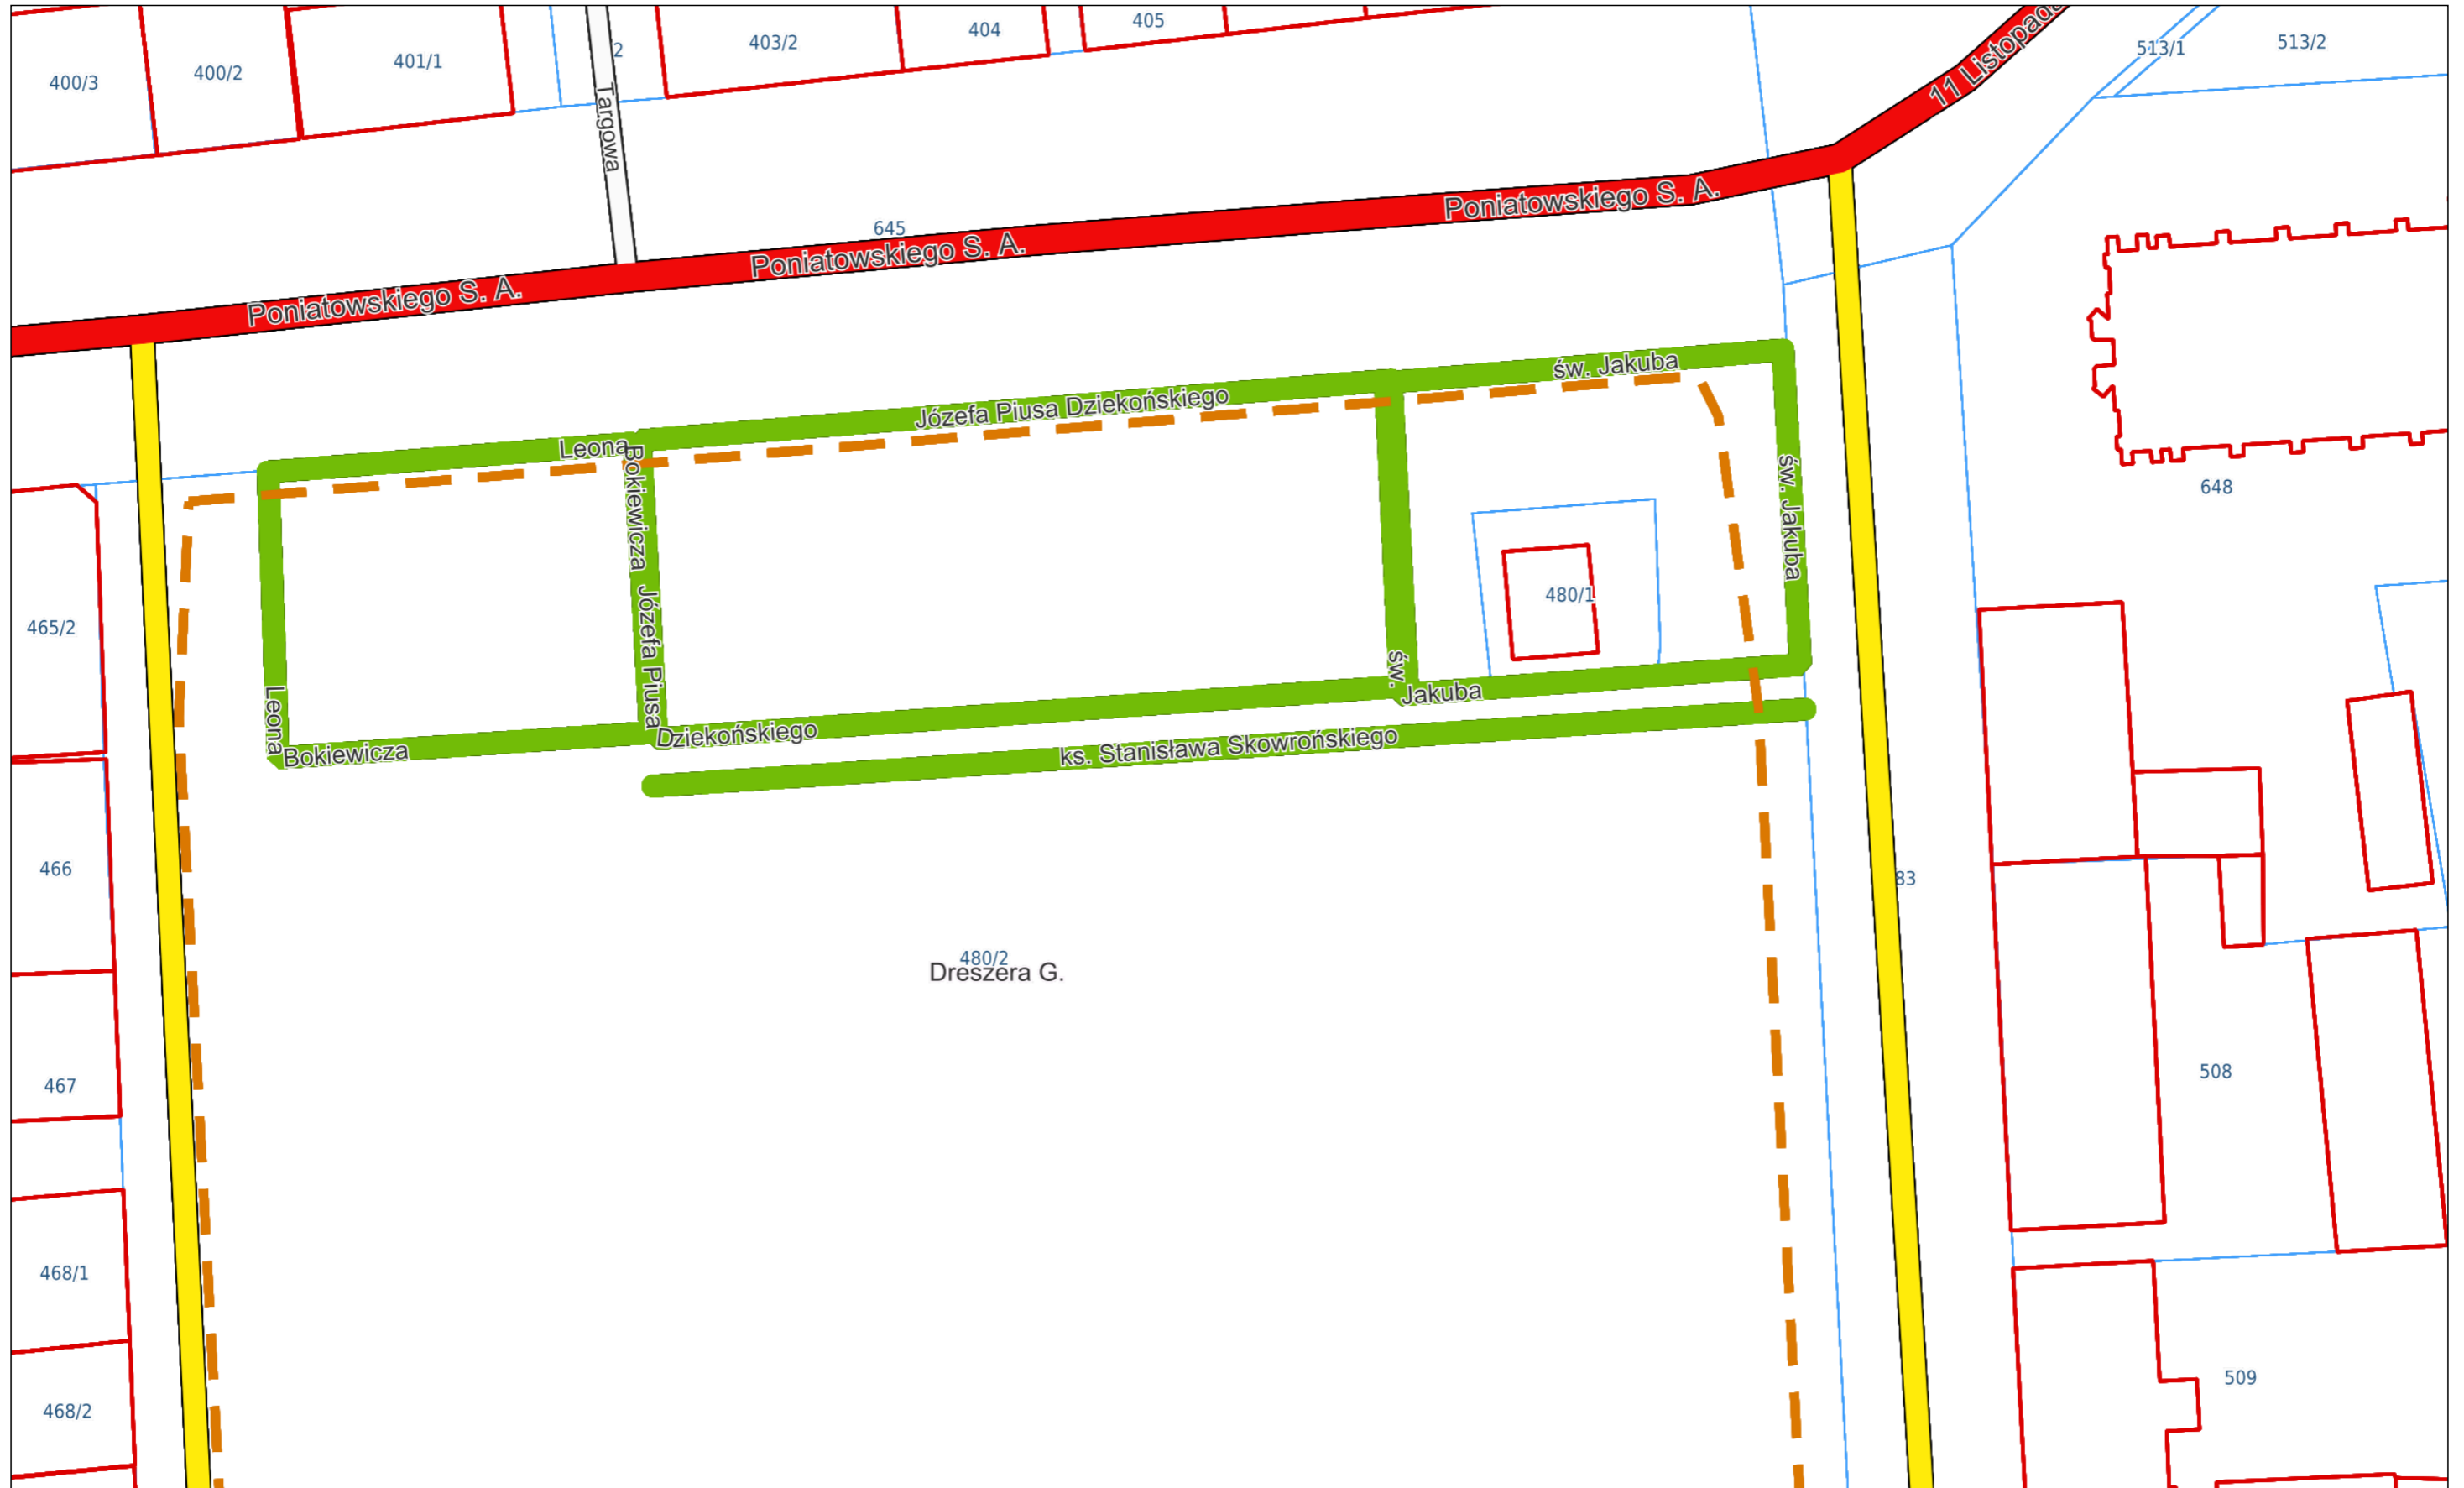 405
404
403/2
2
401/1
400/2
400/3
513/1
513/2
11 Listopada
Targowa
Poniatowskiego S. A.
645
Poniatowskiego S. A.
Poniatowskiego S. A.
św. Jakuba
Józefa Piusa Dziekońskiego
Leona
Bokiewicza
Józefa Piusa
Dziekońskiego
św. Jakuba
648
480/1
465/2
św.
Jakuba
Leona
Bokiewicza
ks. Stanisława Skowrońskiego
466
83
480/2
Dreszera G.
467
508
468/1
509
468/2